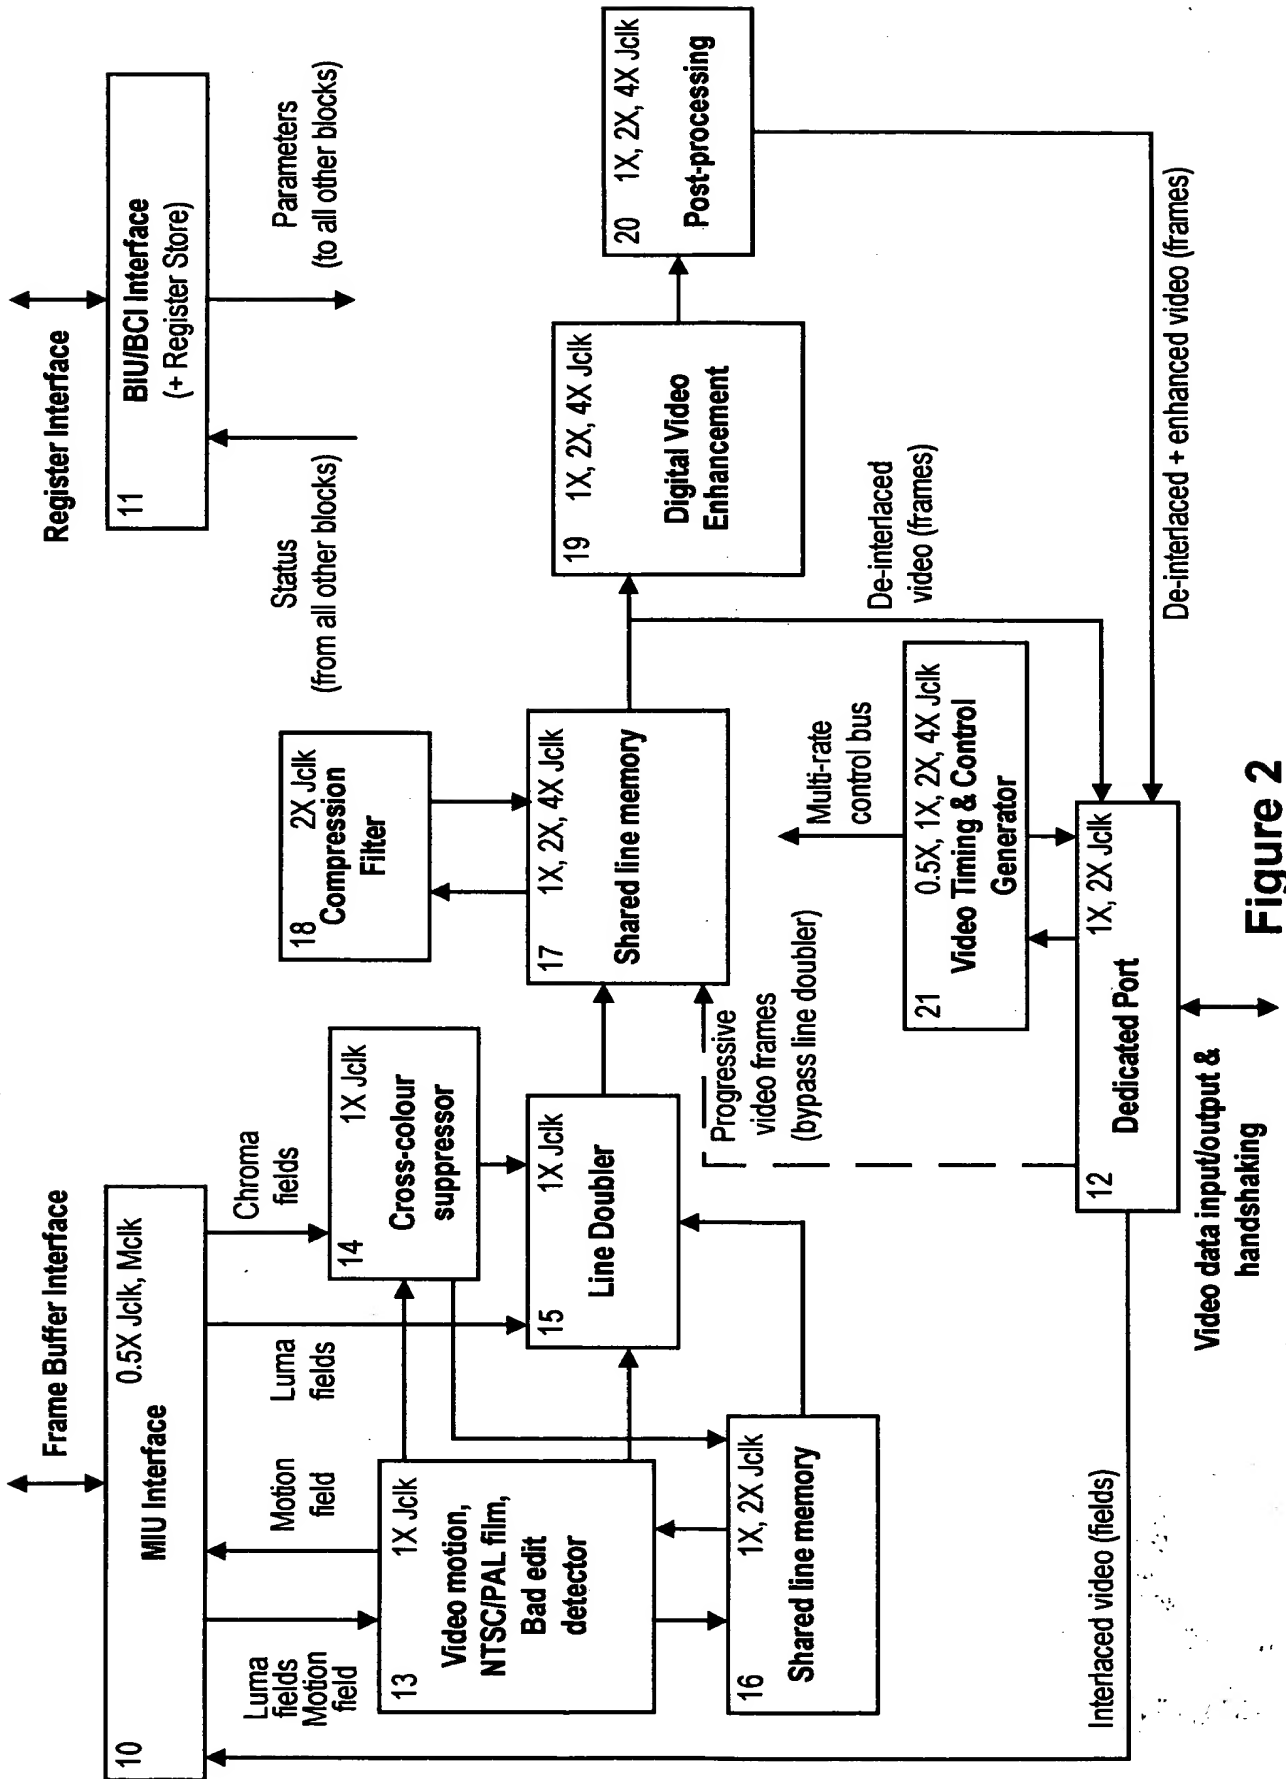 Frame Buffer Interface
10
MIU Interface
0.5X Jclk, Mclk
Luma
fields
Motion
field
Motion
field
Luma
fields
Chroma
fields
13
1X Jclk
Video motion,
NTSC/PAL film,
Bad edit
detector
14
1X Jclk
Cross-colour
suppressor
15
1X Jclk
Line Doubler
16
1X, 2X Jclk
Shared line memory
Register Interface
11
BIU/BCI Interface
(+ Register Store)
Status
(from all other blocks)
Parameters
(to all other blocks)
18
2X Jclk
Compression
Filter
17
1X, 2X, 4X Jclk
Shared line memory
19
1X, 2X, 4X Jclk
Digital Video
Enhancement
20
1X, 2X, 4X Jclk
Post-processing
Progressive
video frames
(bypass line doubler)
Multi-rate
control bus
De-interlaced
video (frames)
21
0.5X, 1X, 2X, 4X Jclk
Video Timing & Control
Generator
12
1X, 2X Jclk
Dedicated Port
Interlaced video (fields)
De-interlaced + enhanced video (frames)
Video data input/output &
handshaking
Figure 2